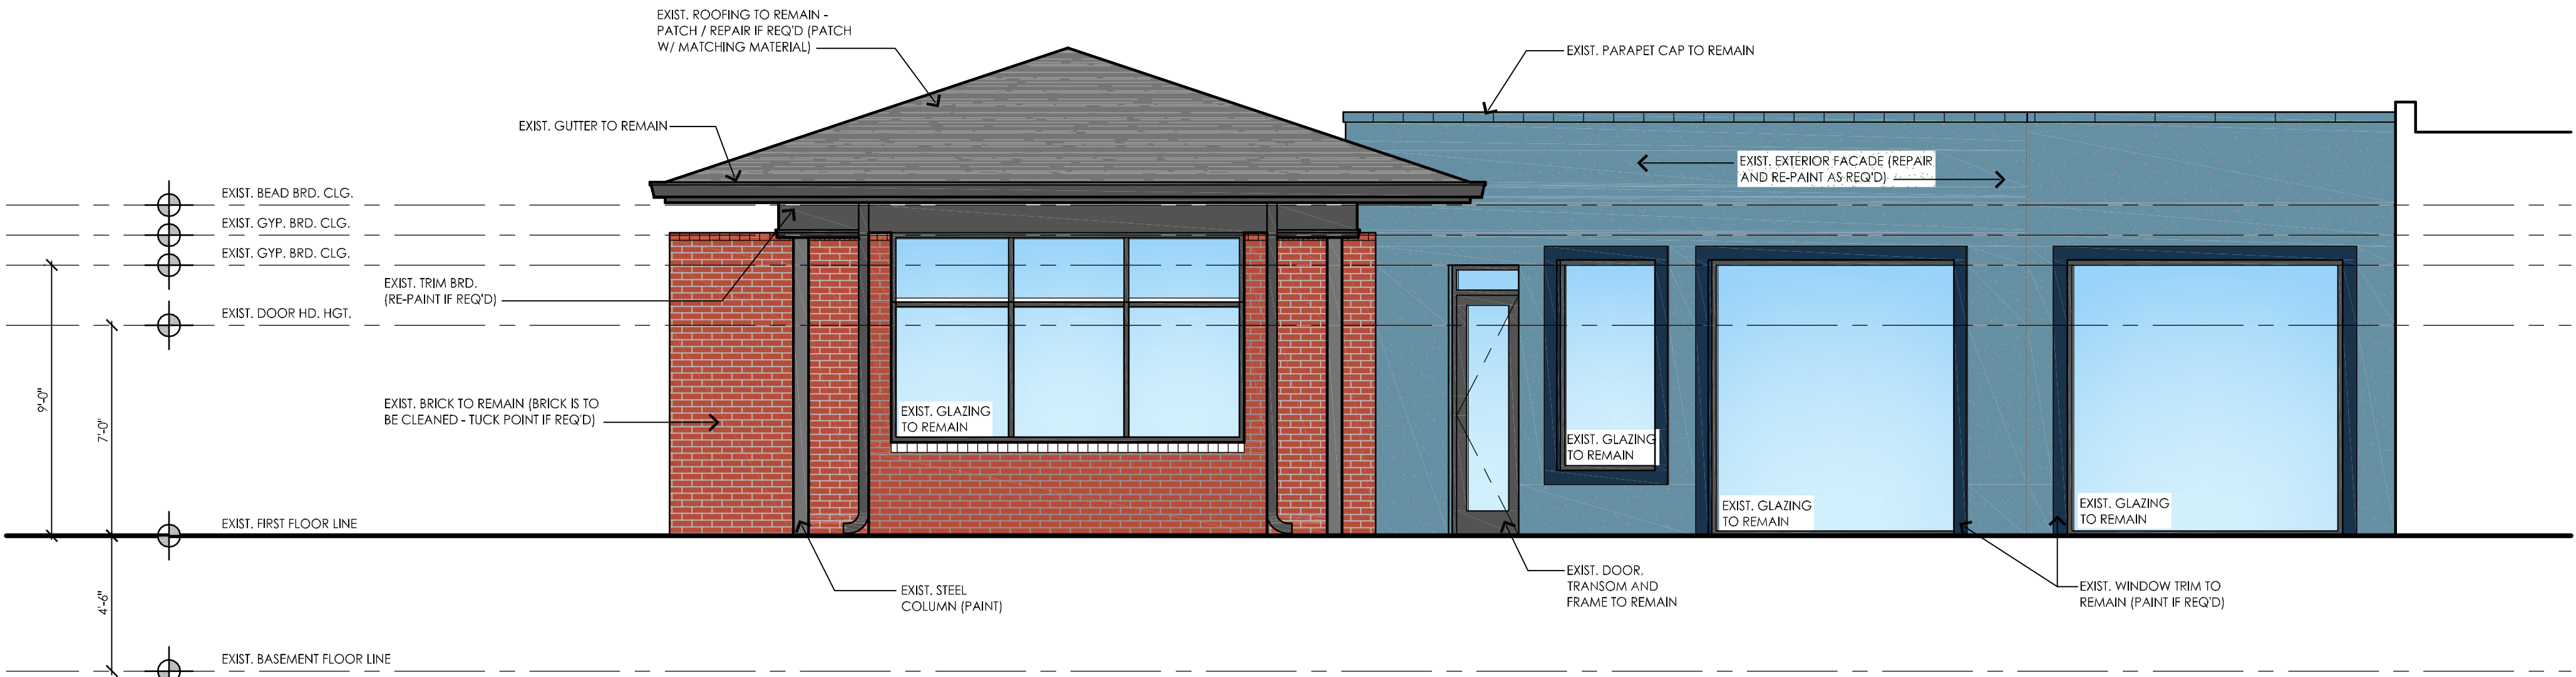 EXIST. ROOFING TO REMAIN -
PATCH / REPAIR IF REQ'D (PATCH
W/ MATCHING MATERIAL)
EXIST. PARAPET CAP TO REMAIN
EXIST. GUTTER TO REMAIN
EXIST. EXTERIOR FACADE (REPAIR
AND RE-PAINT AS REQ'D)
EXIST. BEAD BRD. CLG.
EXIST. GYP. BRD. CLG.
EXIST. GYP. BRD. CLG.
EXIST. TRIM BRD.
(RE-PAINT IF REQ'D)
EXIST. DOOR HD. HGT.
9'-0"
7'-0"
EXIST. BRICK TO REMAIN (BRICK IS TO
BE CLEANED - TUCK POINT IF REQ'D)
EXIST. GLAZING
TO REMAIN
EXIST. GLAZING
TO REMAIN
EXIST. GLAZING
TO REMAIN
EXIST. GLAZING
TO REMAIN
EXIST. FIRST FLOOR LINE
4'-6"
EXIST. STEEL
COLUMN (PAINT)
EXIST. DOOR,
TRANSOM AND
FRAME TO REMAIN
EXIST. WINDOW TRIM TO
REMAIN (PAINT IF REQ'D)
EXIST. BASEMENT FLOOR LINE